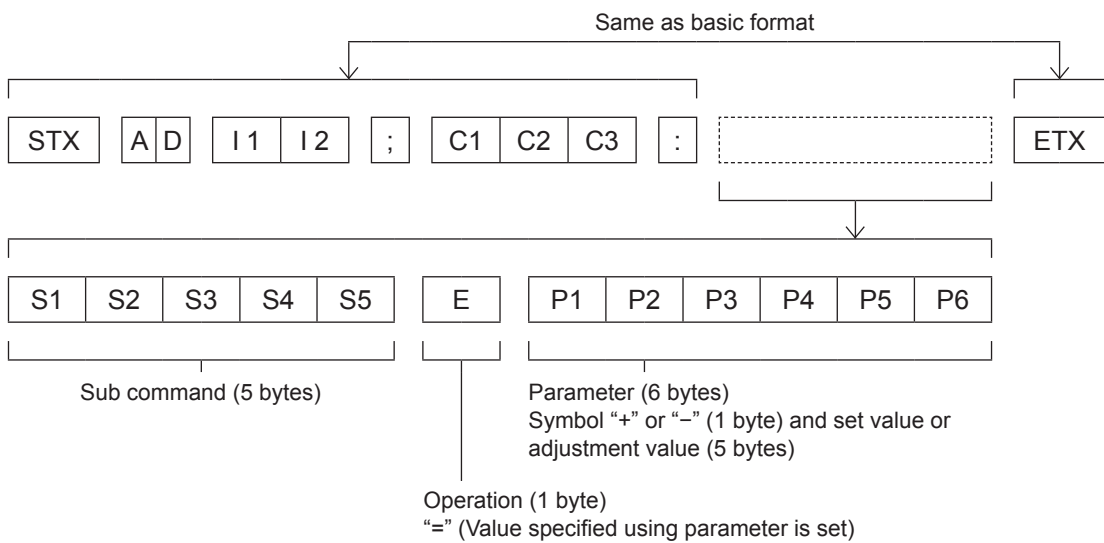 Same as basic format
STX A D I 1 I 2 ; C1 C2 C3 : ETX
S1 S2 S3 S4 S5 E P1 P2 P3 P4 P5 P6
Sub command (5 bytes)
Parameter (6 bytes)
Symbol “+” or “−” (1 byte) and set value or
adjustment value (5 bytes)
Operation (1 byte)
“=” (Value specified using parameter is set)